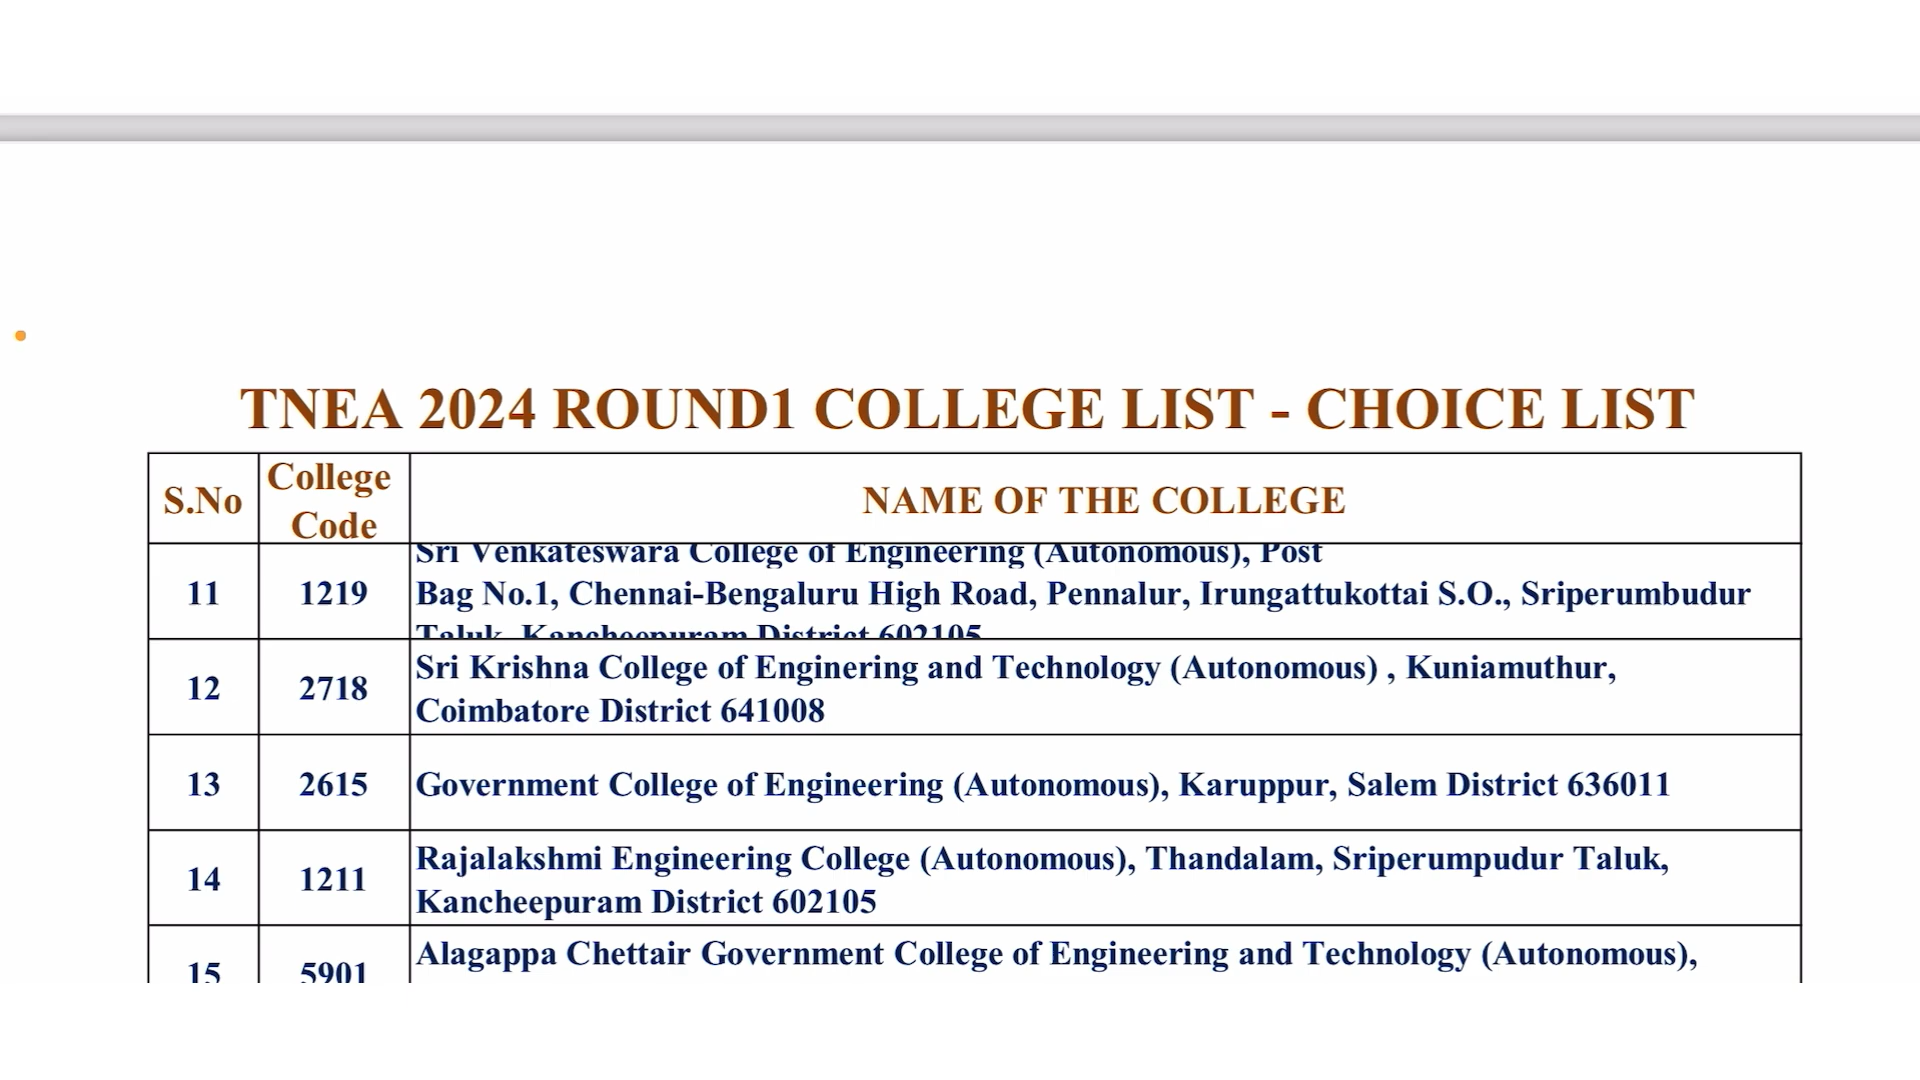 TNEA 2024 ROUND1 COLLEGE LIST - CHOICE LIST
S.No
College
Code
NAME OF THE COLLEGE
11
1219
Sri Venkateswara College of Engineering (Autonomous), Post
Bag No.1, Chennai-Bengaluru High Road, Pennalur, Irungattukottai S.O., Sriperumbudur
Taluk, Kancheepuram District 602105
12
2718
Sri Krishna College of Enginering and Technology (Autonomous) , Kuniamuthur,
Coimbatore District 641008
13
2615
Government College of Engineering (Autonomous), Karuppur, Salem District 636011
14
1211
Rajalakshmi Engineering College (Autonomous), Thandalam, Sriperumpudur Taluk,
Kancheepuram District 602105
15
5901
Alagappa Chettair Government College of Engineering and Technology (Autonomous),